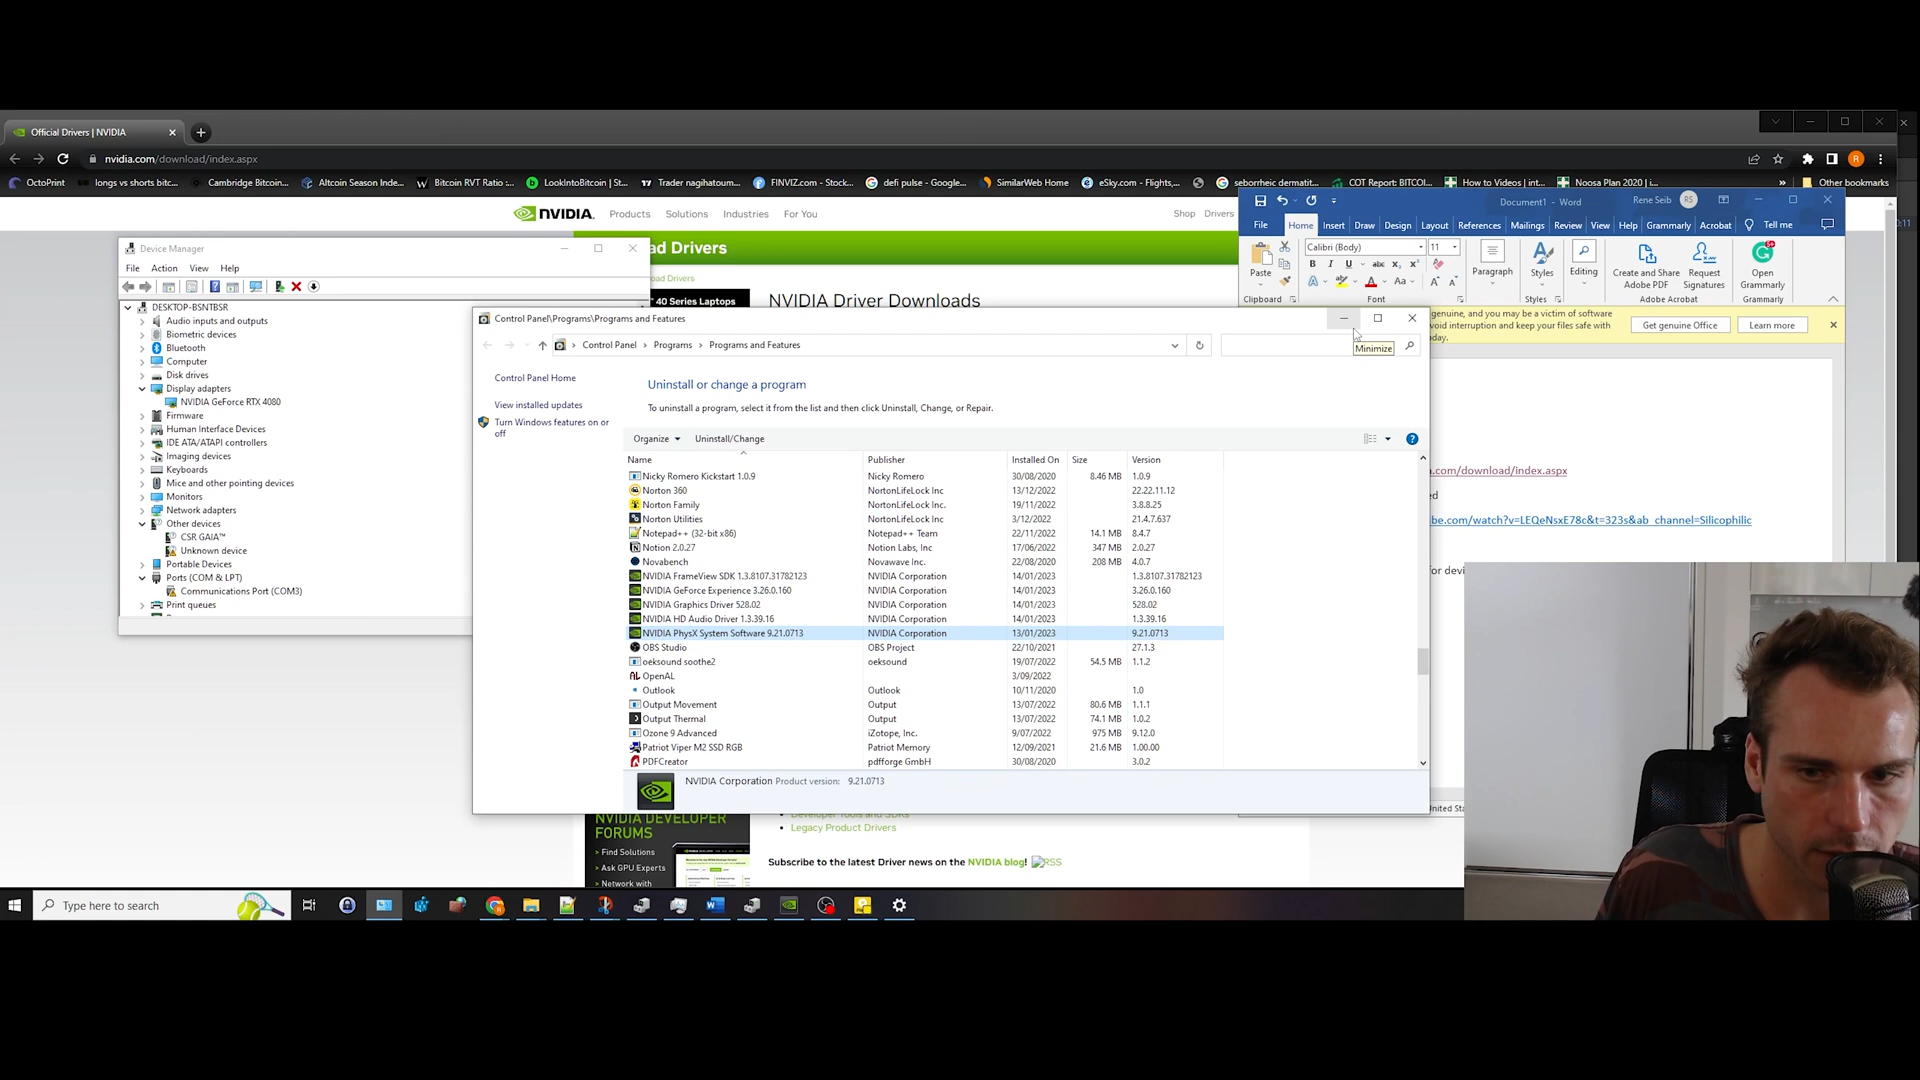 Official Drivers | NVIDIA
nvidia.com/download/index.aspx
OctoPrint
longs vs shorts bitc...
Cambridge Bitcoin...
Altcoin Season Inde...
Bitcoin RVT Ratio :...
LookIntoBitcoin | St...
Trader nagihatoum...
FINVIZ.com - Stock...
defi pulse - Google...
SimilarWeb Home
eSky.com - Flights,...
seborrheic dermatit...
COT Report: BITCOI...
How to Videos | int...
Noosa Plan 2020 | i...
Other bookmarks
NVIDIA.
Products
Solutions
Industries
For You
Shop
Drivers
Document1 - Word
Rene Seib
RS
File
Home
Insert
Draw
Design
Layout
References
Mailings
Review
View
Help
Grammarly
Acrobat
Tell me
Calibri (Body)
11
Paste
Paragraph
Styles
Editing
Create and Share
Adobe PDF
Request
Signatures
Open
Grammarly
Clipboard
Font
Styles
Adobe Acrobat
Grammarly
genuine, and you may be a victim of software
void interruption and keep your files safe with
day.
Get genuine Office
Learn more
.com/download/index.aspx
ed
be.com/watch?v=LEQeNsxE78c&t=323s&ab_channel=Silicophilic
for devi
United Sta
ad Drivers
oad Drivers
40 Series Laptops
NVIDIA Driver Downloads
Device Manager
File
Action
View
Help
DESKTOP-BSNTBSR
Audio inputs and outputs
Biometric devices
Bluetooth
Computer
Disk drives
Display adapters
NVIDIA GeForce RTX 4080
Firmware
Human Interface Devices
IDE ATA/ATAPI controllers
Imaging devices
Keyboards
Mice and other pointing devices
Monitors
Network adapters
Other devices
CSR GAIA™
Unknown device
Portable Devices
Ports (COM & LPT)
Communications Port (COM3)
Print queues
Control Panel\Programs\Programs and Features
Minimize
Control Panel > Programs > Programs and Features
Control Panel Home
View installed updates
Turn Windows features on or
off
Uninstall or change a program
To uninstall a program, select it from the list and then click Uninstall, Change, or Repair.
Organize
Uninstall/Change
Name Publisher Installed On Size Version
Nicky Romero Kickstart 1.0.9 Nicky Romero 30/08/2020 8.46 MB 1.0.9
Norton 360 NortonLifeLock Inc 13/12/2022 22.22.11.12
Norton Family NortonLifeLock Inc. 19/11/2022 3.8.8.25
Norton Utilities NortonLifeLock Inc 3/12/2022 21.4.7.637
Notepad++ (32-bit x86) Notepad++ Team 22/11/2022 14.1 MB 8.4.7
Notion 2.0.27 Notion Labs, Inc 17/06/2022 347 MB 2.0.27
Novabench Novawave Inc. 22/08/2020 208 MB 4.0.7
NVIDIA FrameView SDK 1.3.8107.31782123 NVIDIA Corporation 14/01/2023 1.3.8107.31782123
NVIDIA GeForce Experience 3.26.0.160 NVIDIA Corporation 14/01/2023 3.26.0.160
NVIDIA Graphics Driver 528.02 NVIDIA Corporation 14/01/2023 528.02
NVIDIA HD Audio Driver 1.3.39.16 NVIDIA Corporation 14/01/2023 1.3.39.16
NVIDIA PhysX System Software 9.21.0713 NVIDIA Corporation 13/01/2023 9.21.0713
OBS Studio OBS Project 22/10/2021 27.1.3
oeksound soothe2 oeksound 19/07/2022 54.5 MB 1.1.2
OpenAL 3/09/2022
Outlook Outlook 10/11/2020 1.0
Output Movement Output 13/07/2022 80.6 MB 1.1.1
Output Thermal Output 13/07/2022 74.1 MB 1.0.2
Ozone 9 Advanced iZotope, Inc. 9/07/2022 975 MB 9.12.0
Patriot Viper M2 SSD RGB Patriot Memory 12/09/2021 21.6 MB 1.00.00
PDFCreator pdfforge GmbH 30/08/2020 3.0.2
NVIDIA Corporation Product version: 9.21.0713
NVIDIA DEVELOPER
FORUMS
> Find Solutions
> Ask GPU Experts
> Network with
Developer Tools and SDKs
Legacy Product Drivers
Subscribe to the latest Driver news on the NVIDIA blog! RSS
Type here to search